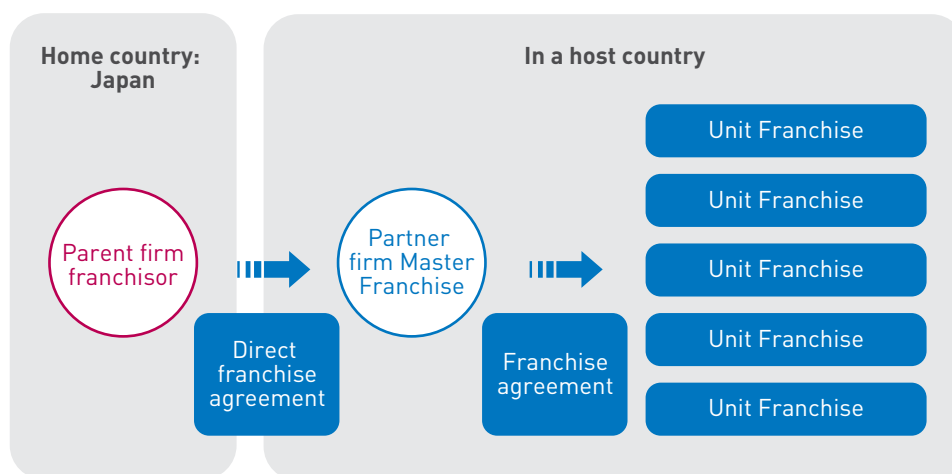 Home country:
Japan
In a host country
Parent firm
franchisor
Direct
franchise
agreement
Partner
firm Master
Franchise
Franchise
agreement
Unit Franchise
Unit Franchise
Unit Franchise
Unit Franchise
Unit Franchise